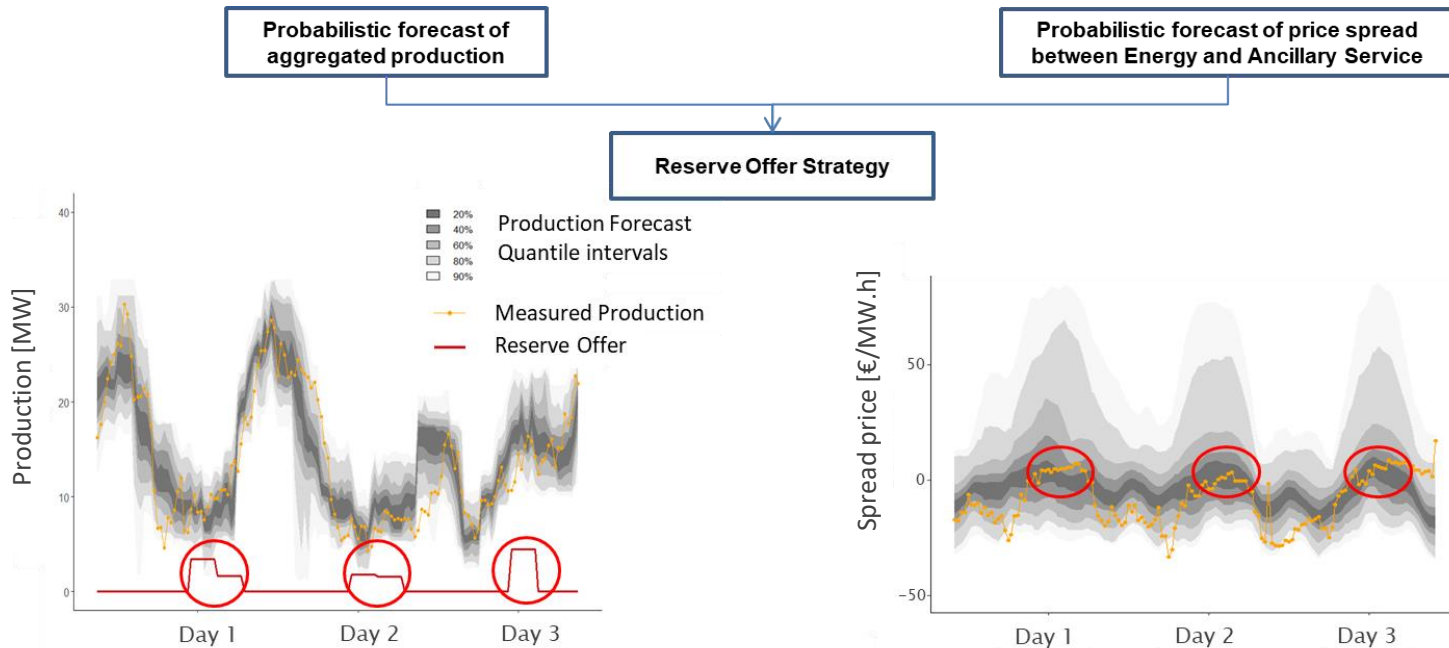 Probabilistic forecast of
aggregated production
Probabilistic forecast of price spread
between Energy and Ancillary Service
Reserve Offer Strategy
Production [MW]
40
30
20
10
0
20%
40%
60%
80%
90%
Production Forecast
Quantile intervals
Measured Production
Reserve Offer
Day 1
Day 2
Day 3
Spread price [€/MW.h]
50
0
−50
Day 1
Day 2
Day 3